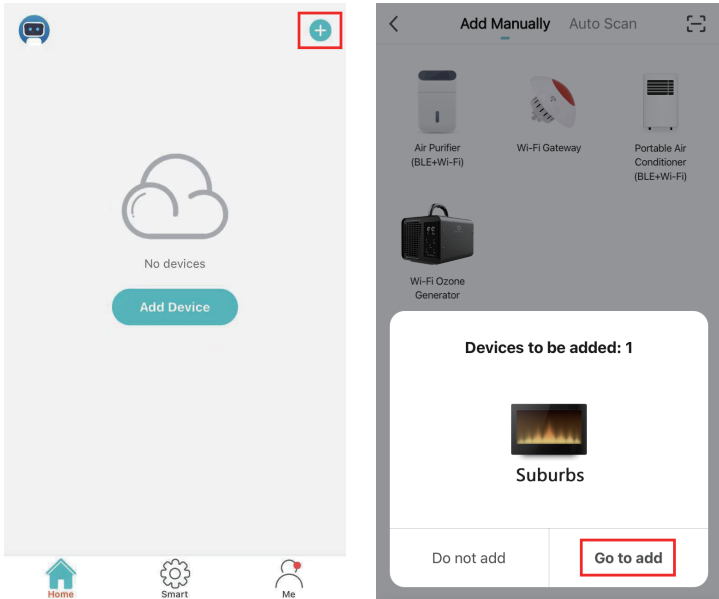 No devices
Add Device
Home
Smart
Me
Add Manually
Auto Scan
Air Purifier
(BLE+Wi-Fi)
Wi-Fi Gateway
Portable Air
Conditioner
(BLE+Wi-Fi)
Wi-Fi Ozone
Generator
Devices to be added: 1
Suburbs
Do not add
Go to add